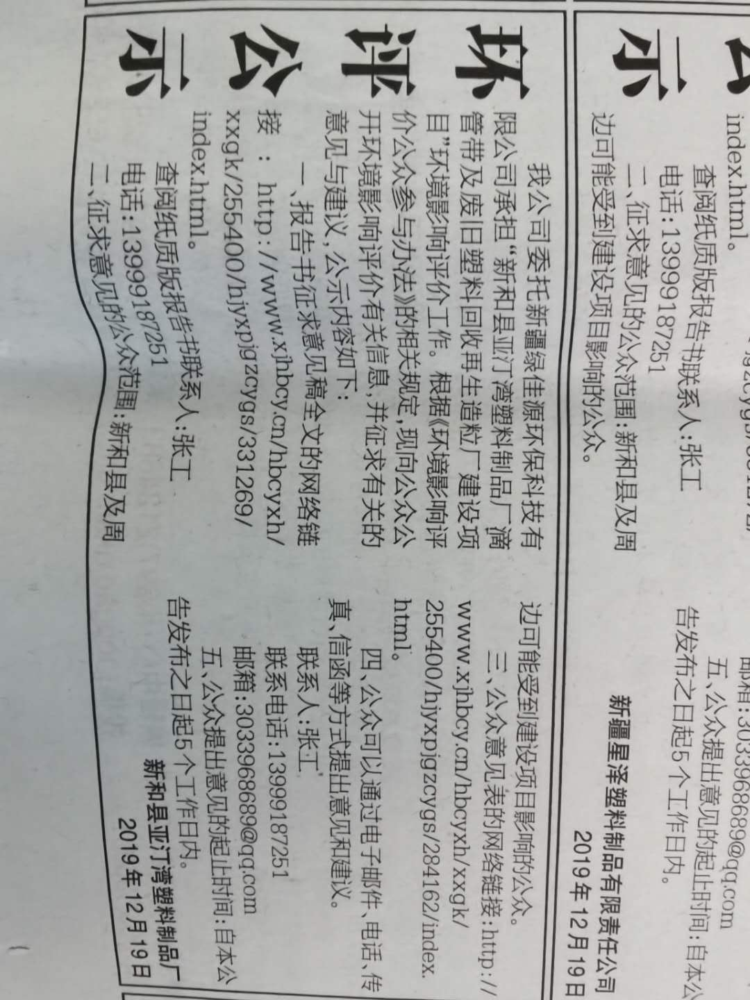 环评公示
我公司委托新疆绿佳源环保科技有
限公司承担“新和县亚汀湾塑料制品厂滴
管带及废旧塑料回收再生造粒厂建设项
目”环境影响评价工作。根据《环境影响评
价公众参与办法》的相关规定,现向公众公
开环境影响评价有关信息,并征求有关的
意见与建议,公示内容如下:
一、报告书征求意见稿全文的网络链
接：http://www.xjhbcy.cn/hbcyxh/
xxgk/255400/hjyxpjgzcygs/331269/
index.html。
查阅纸质版报告书联系人:张工
电话:13999187251
二、征求意见的公众范围:新和县及周
边可能受到建设项目影响的公众。
三、公众意见表的网络链接:http://
www.xjhbcy.cn/hbcyxh/xxgk/
255400/hjyxpjgzcygs/284162/index.
html。
四、公众可以通过电子邮件、电话、传
真、信函等方式提出意见和建议。
联系人:张工
联系电话:13999187251
邮箱:3033968689@qq.com
五、公众提出意见的起止时间:自本公
告发布之日起5个工作日内。
新和县亚汀湾塑料制品厂
2019年12月19日
示
index.html。
查阅纸质版报告书联系人:张工
电话:13999187251
二、征求意见的公众范围:新和县及周
边可能受到建设项目影响的公众。
邮箱:3033968689@qq.com
五、公众提出意见的起止时间:自本公
告发布之日起5个工作日内。
新疆星泽塑料制品有限责任公司
2019年12月19日